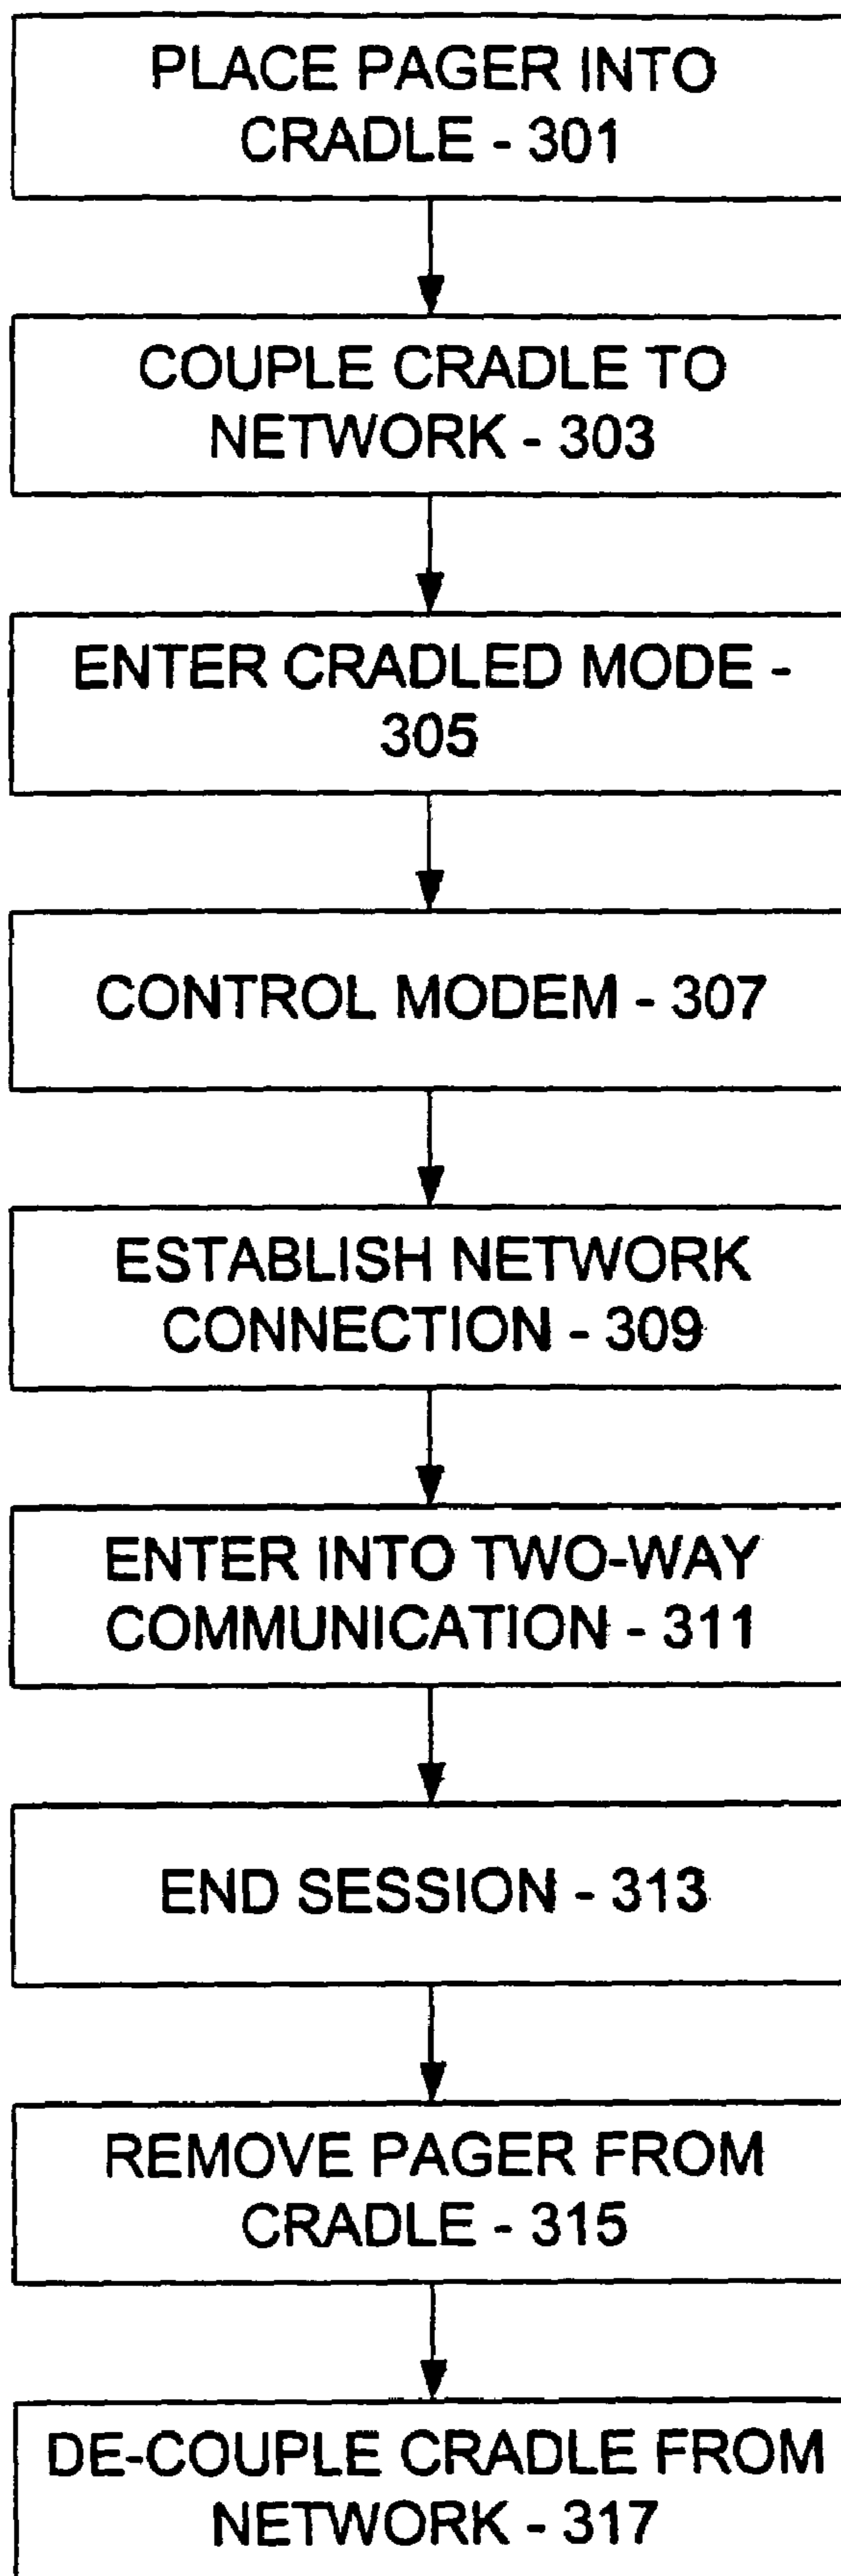 PLACE PAGER INTO
CRADLE - 301
COUPLE CRADLE TO
NETWORK - 303
ENTER CRADLED MODE -
305
CONTROL MODEM - 307
ESTABLISH NETWORK
CONNECTION - 309
ENTER INTO TWO-WAY
COMMUNICATION - 311
END SESSION - 313
REMOVE PAGER FROM
CRADLE - 315
DE-COUPLE CRADLE FROM
NETWORK - 317